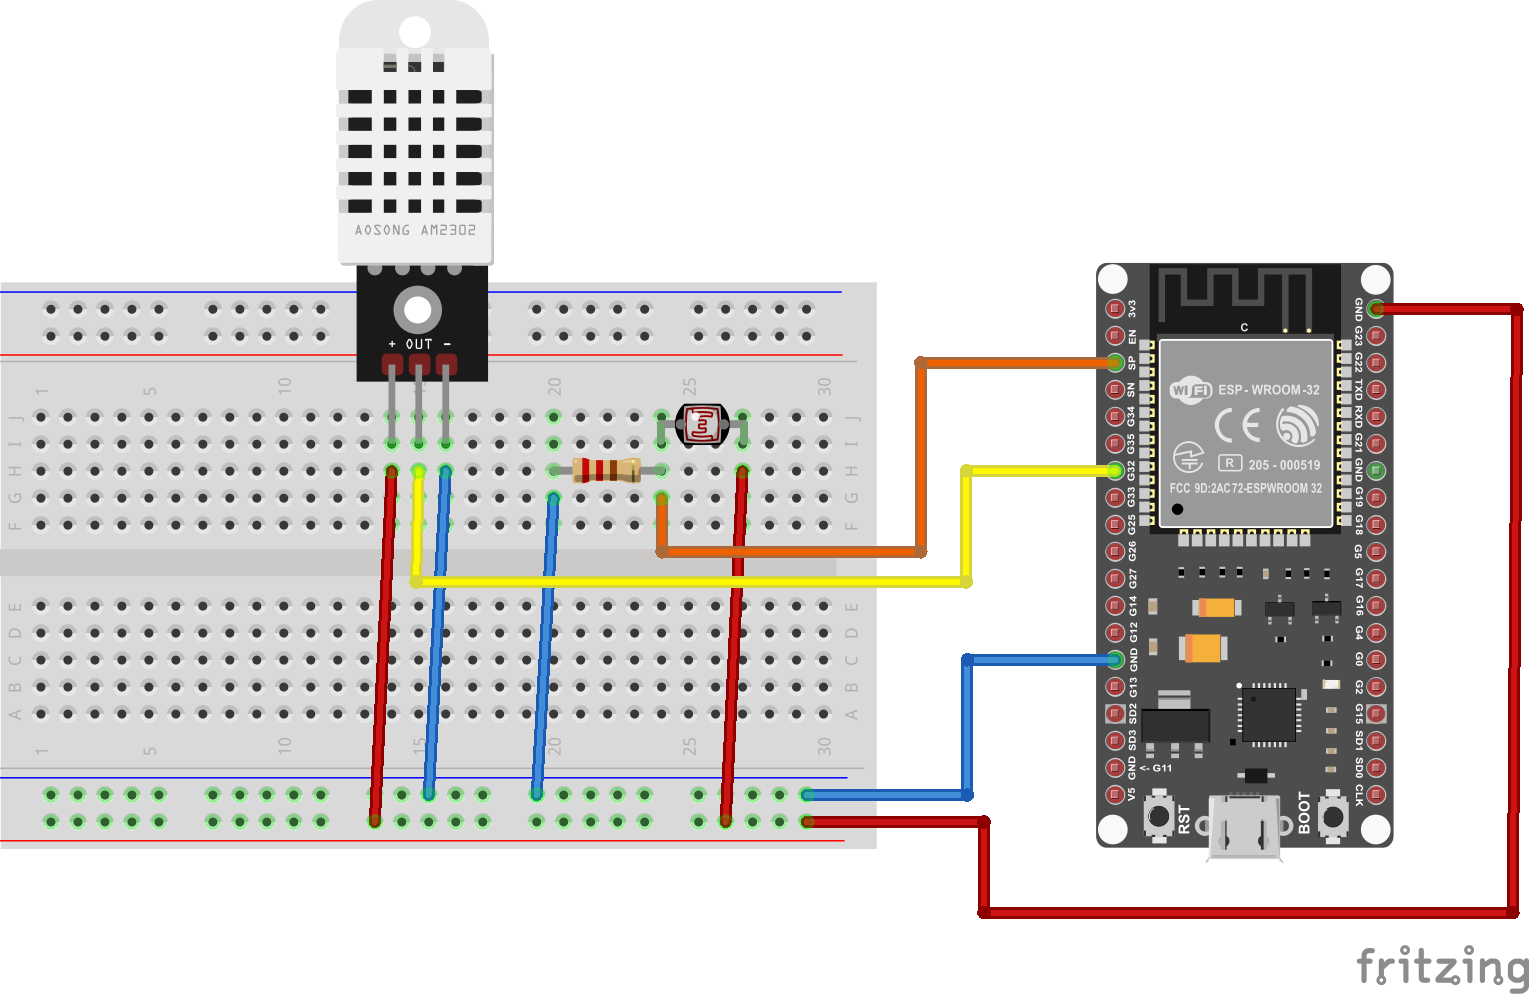 AOSONG AM2302
+ OUT -
1 5 10 15 20 25 30
J J
I I
H H
G G
F F
E E
D D
C C
B B
A A
1 5 10 15 20 25 30
C
WiFi ESP - WROOM-32
CE
R 205 - 000519
FCC 9D:2AC72-ESPWROOM 32
3v3
EN
SP
SN
G34
G35
G32
G33
G25
G26
G27
G14
G12
GND
G13
SD2
SD3
GND <- G11
V5
GND
G23
G22
TXD
RXD
G21
GND
G19
G18
G5
G17
G16
G4
G0
G2
G15
SD1
SD0
CLK
RST
BOOT
fritzing